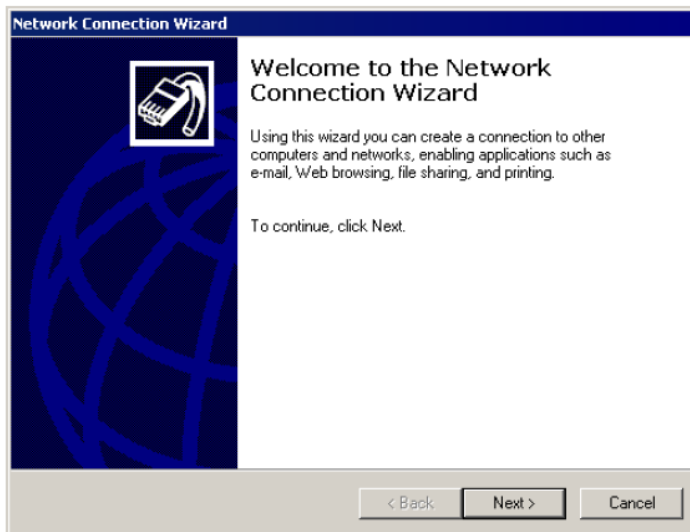 Network Connection Wizard
Welcome to the Network
Connection Wizard
Using this wizard you can create a connection to other
computers and networks, enabling applications such as
e-mail, Web browsing, file sharing, and printing.
To continue, click Next.
< Back Next > Cancel